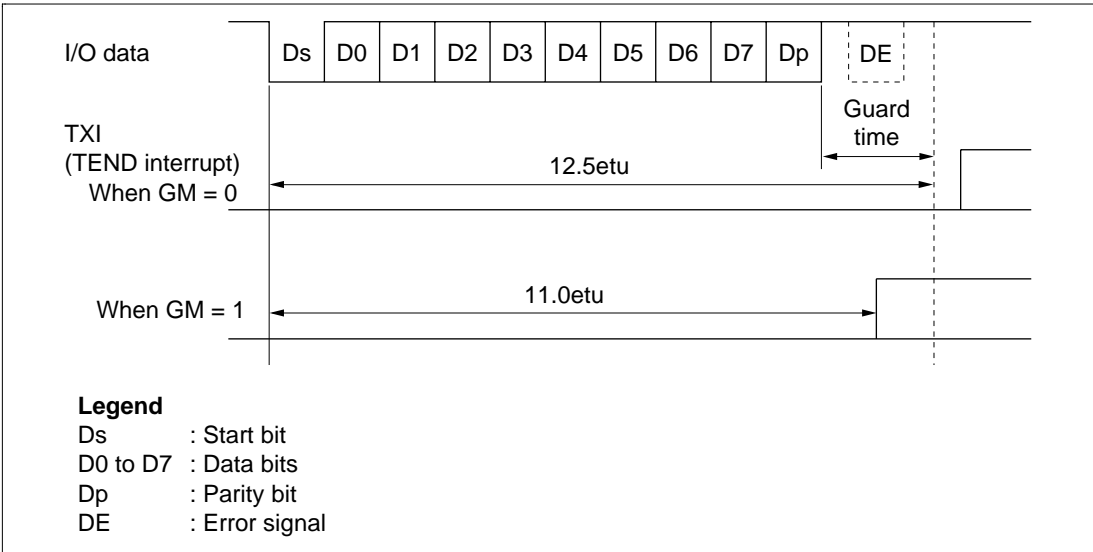 I/O data
Ds D0 D1 D2 D3 D4 D5 D6 D7 Dp DE
Guard
time
TXI
(TEND interrupt)
When GM = 0
12.5etu
When GM = 1
11.0etu
Legend
Ds : Start bit
D0 to D7 : Data bits
Dp : Parity bit
DE : Error signal